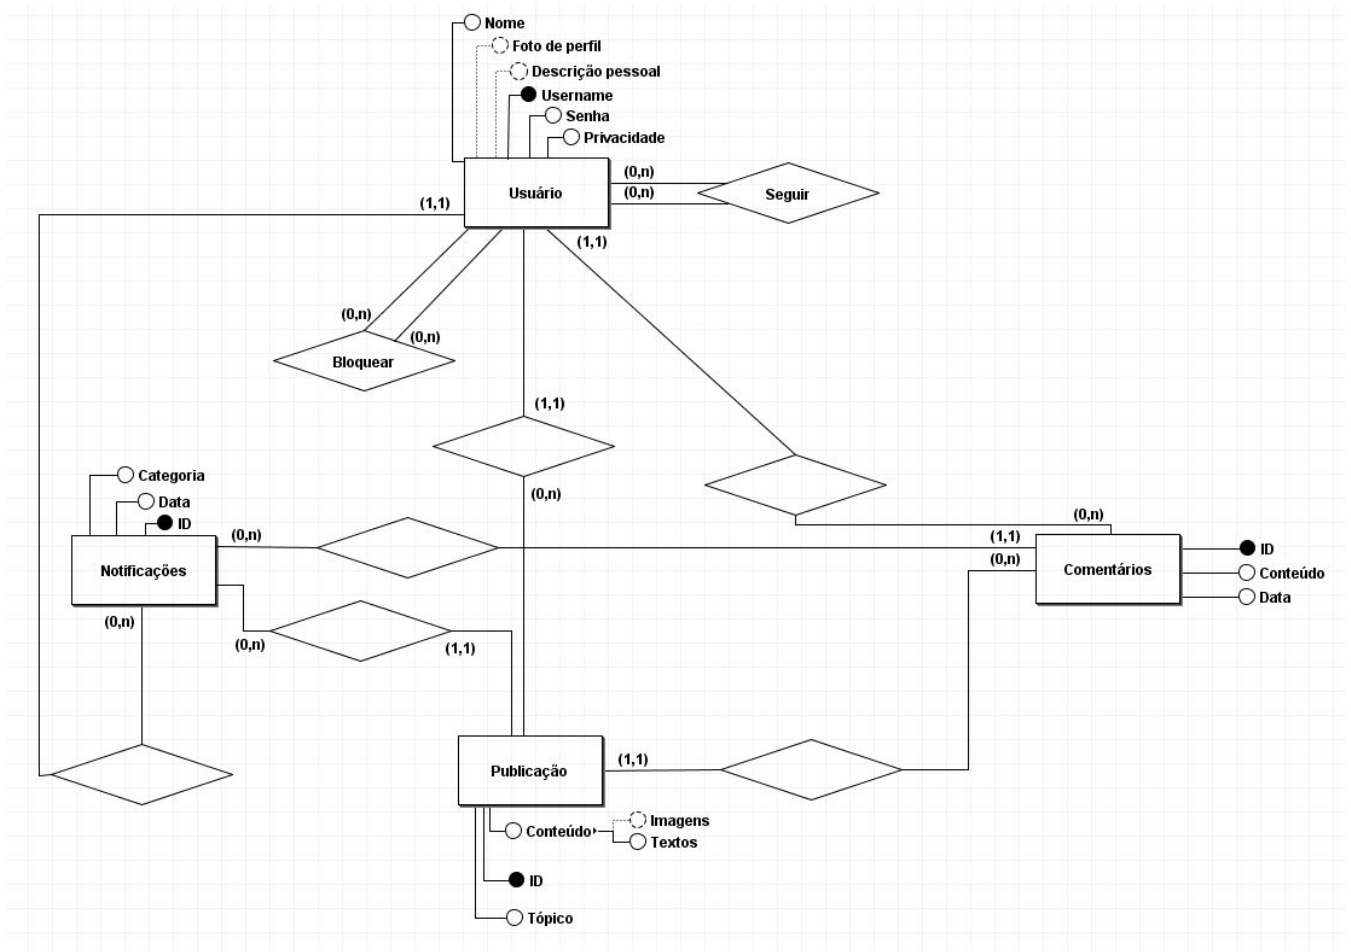 Nome
Foto de perfil
Descrição pessoal
Username
Senha
Privacidade
(0,n)
(0,n)
Usuário
Seguir
(1,1)
(1,1)
(0,n)
(0,n)
Bloquear
(1,1)
(0,n)
Categoria
Data
ID
(0,n)
(0,n)
(1,1)
(0,n)
Notificações
Comentários
ID
Conteúdo
Data
(0,n)
(0,n)
(1,1)
Publicação
(1,1)
Conteúdo
Imagens
Textos
ID
Tópico